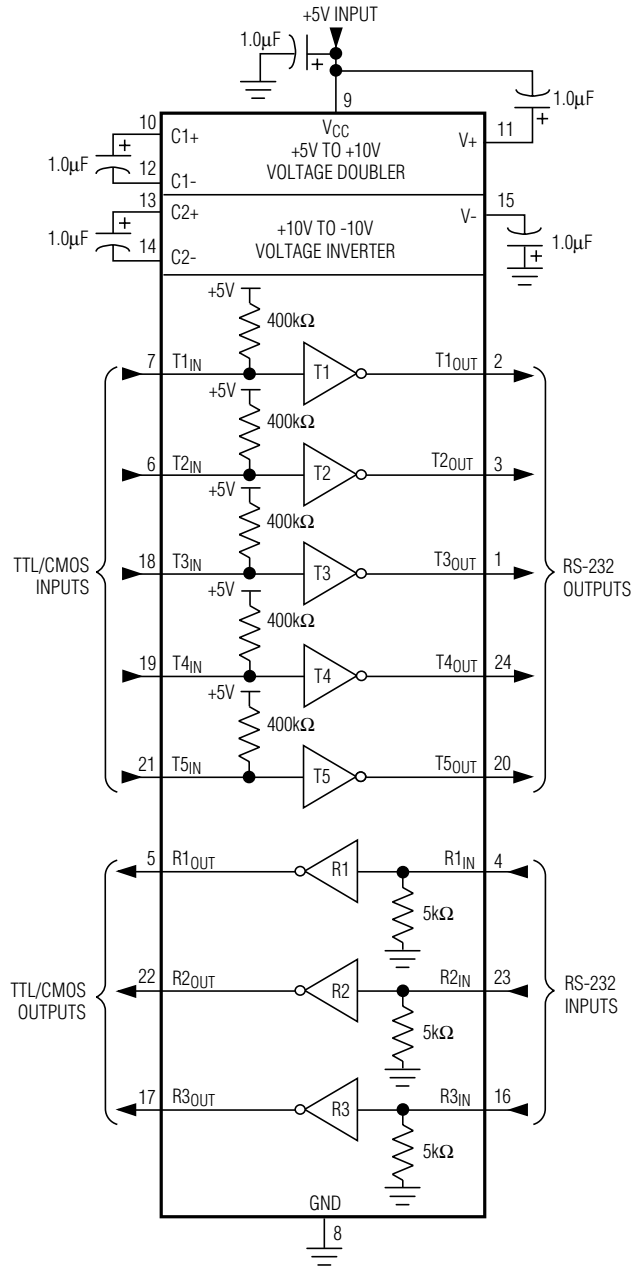 +5V INPUT
1.0µF
+
9
1.0µF
+
10
C1+
VCC
V+
11
+
1.0µF
+5V TO +10V
VOLTAGE DOUBLER
12
C1-
13
C2+
V-
15
+
1.0µF
+10V TO -10V
VOLTAGE INVERTER
14
C2-
+
1.0µF
+5V
400kΩ
7
T1IN
T1
T1OUT
2
+5V
400kΩ
6
T2IN
T2
T2OUT
3
+5V
400kΩ
TTL/CMOS
INPUTS
18
T3IN
T3
T3OUT
1
RS-232
OUTPUTS
+5V
400kΩ
19
T4IN
T4
T4OUT
24
+5V
400kΩ
21
T5IN
T5
T5OUT
20
5
R1OUT
R1
R1IN
4
5kΩ
TTL/CMOS
OUTPUTS
22
R2OUT
R2
R2IN
23
RS-232
INPUTS
5kΩ
17
R3OUT
R3
R3IN
16
5kΩ
GND
8